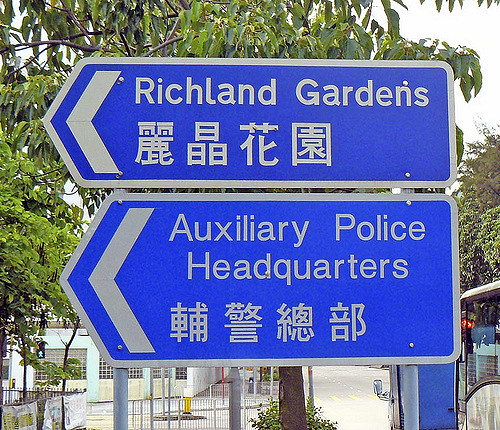 Richland Gardens
麗晶花園
Auxiliary Police
Headquarters
輔警總部